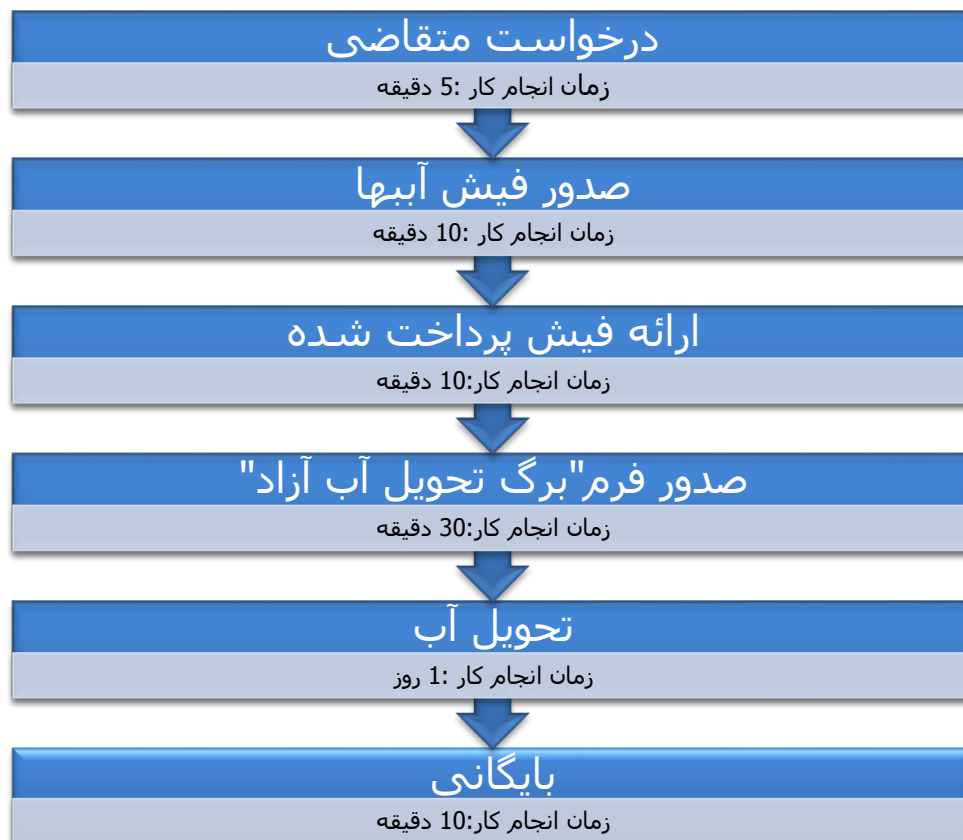 درخواست متقاضی
زمان انجام کار :5 دقیقه
صدور فیش آببها
زمان انجام کار :10 دقیقه
ارائه فیش پرداخت شده
زمان انجام کار:10 دقیقه
صدور فرم"برگ تحویل آب آزاد"
زمان انجام کار:30 دقیقه
تحویل آب
زمان انجام کار :1 روز
بایگانی
زمان انجام کار:10 دقیقه